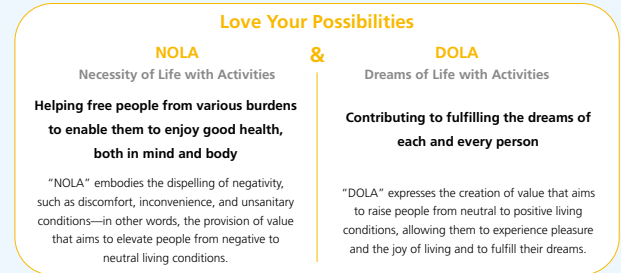 Love Your Possibilities
NOLA
&
DOLA
Necessity of Life with Activities
Dreams of Life with Activities
Helping free people from various burdens
to enable them to enjoy good health,
both in mind and body
“NOLA” embodies the dispelling of negativity,
such as discomfort, inconvenience, and unsanitary
conditions—in other words, the provision of value
that aims to elevate people from negative to
neutral living conditions.
Contributing to fulfilling the dreams of
each and every person
“DOLA” expresses the creation of value that aims
to raise people from neutral to positive living
conditions, allowing them to experience pleasure
and the joy of living and to fulfill their dreams.